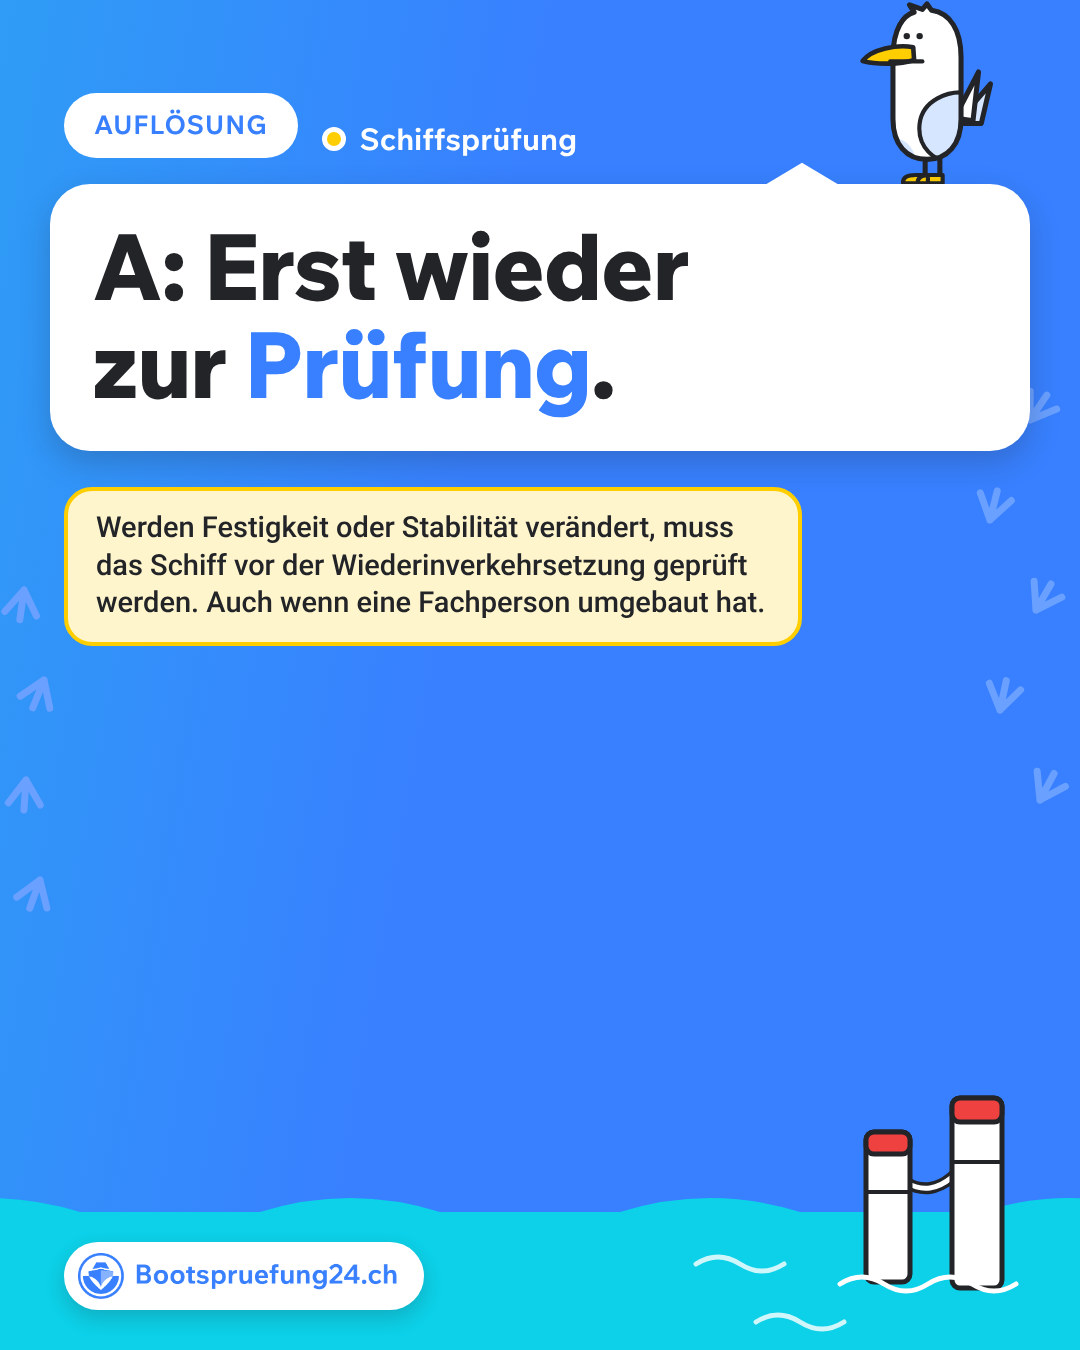 AUFLÖSUNG
Schiffsprüfung
A: Erst wieder
zur Prüfung.
Werden Festigkeit oder Stabilität verändert, muss
das Schiff vor der Wiederinverkehrsetzung geprüft
werden. Auch wenn eine Fachperson umgebaut hat.
Bootspruefung24.ch